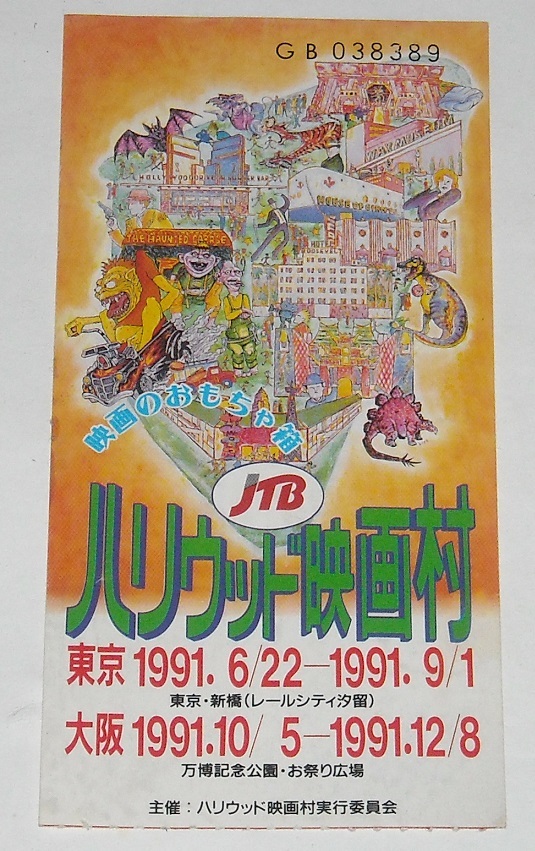 GB 038389
THE HAUNTED GARAGE
映画のおもちゃ箱
JTB
ハリウッド映画村
東京 1991. 6/22—1991. 9/1
東京・新橋(レールシティ汐留)
大阪 1991.10/ 5—1991.12/8
万博記念公園・お祭り広場
主催：ハリウッド映画村実行委員会